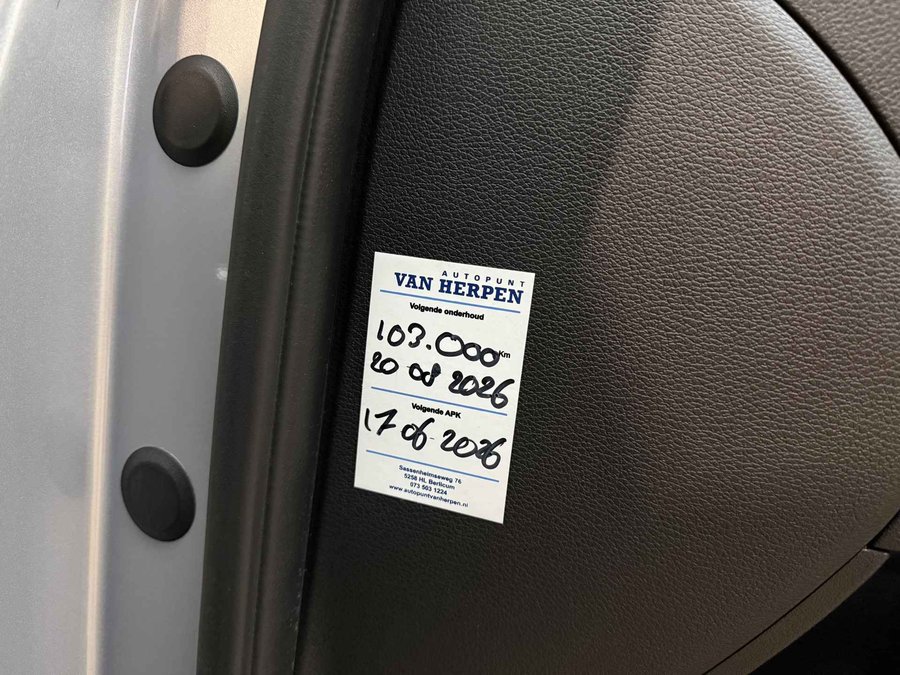 AUTOPUNT
VAN HERPEN
Volgende onderhoud
103.000 Km
20 08 2026
Volgende APK
17 06-2026
Sassenheimseweg 76
5258 HL Berlicum
073 503 1224
www.autopuntvanherpen.nl